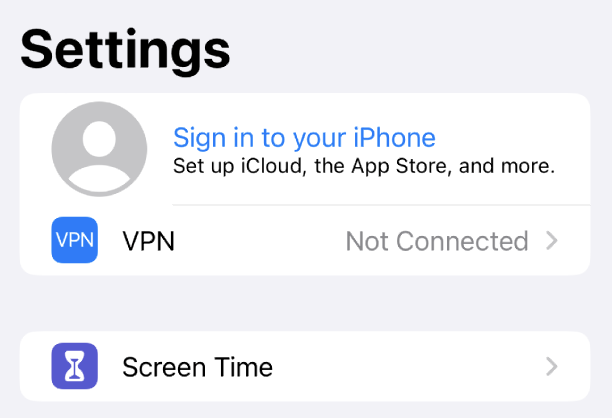 Settings
Sign in to your iPhone
Set up iCloud, the App Store, and more.
VPN VPN Not Connected
Screen Time